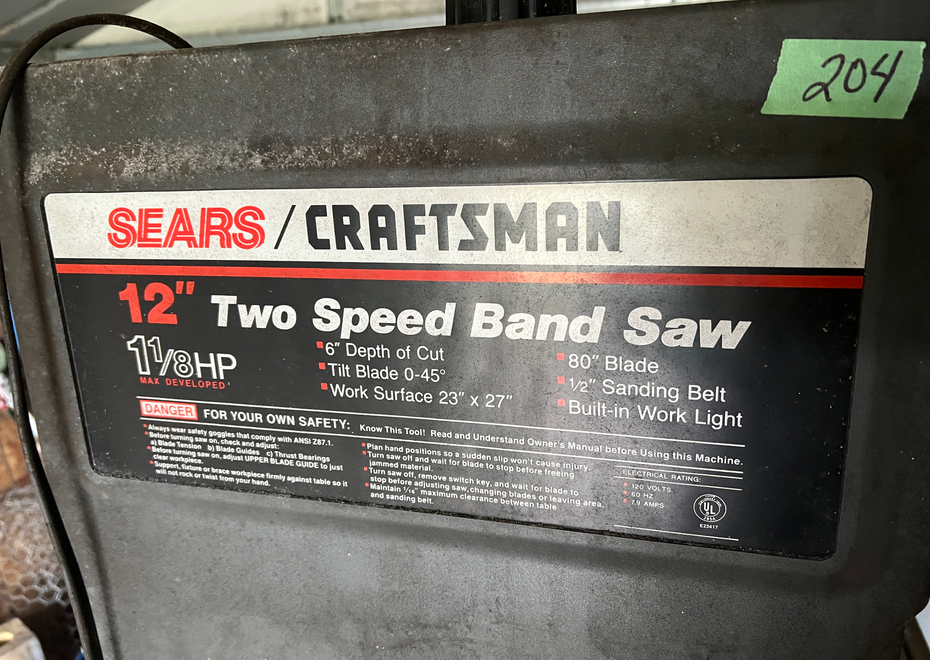 204
SEARS / CRAFTSMAN
12" Two Speed Band Saw
1 1/8 HP
MAX DEVELOPED
6" Depth of Cut
Tilt Blade 0-45°
Work Surface 23" x 27"
80" Blade
1/2" Sanding Belt
Built-in Work Light
DANGER FOR YOUR OWN SAFETY: Know This Tool! Read and Understand Owner's Manual before Using this Machine.
Always wear safety goggles that comply with ANSI Z87.1.
Before turning saw on, check and adjust:
a) Blade Tension b) Blade Guides c) Thrust Bearings
Before turning saw on, adjust UPPER BLADE GUIDE to just
clear workpiece.
Support, fixture or brace workpiece firmly against table so it
will not rock or twist from your hand.
Plan hand positions so a sudden slip won't cause injury.
Turn saw off and wait for blade to stop before freeing
jammed material.
Turn saw off, remove switch key, and wait for blade to
stop before adjusting saw, changing blades or leaving area.
Maintain 1/16" maximum clearance between table
and sanding belt.
ELECTRICAL RATING:
120 VOLTS
60 HZ
7.9 AMPS
UL
E23417